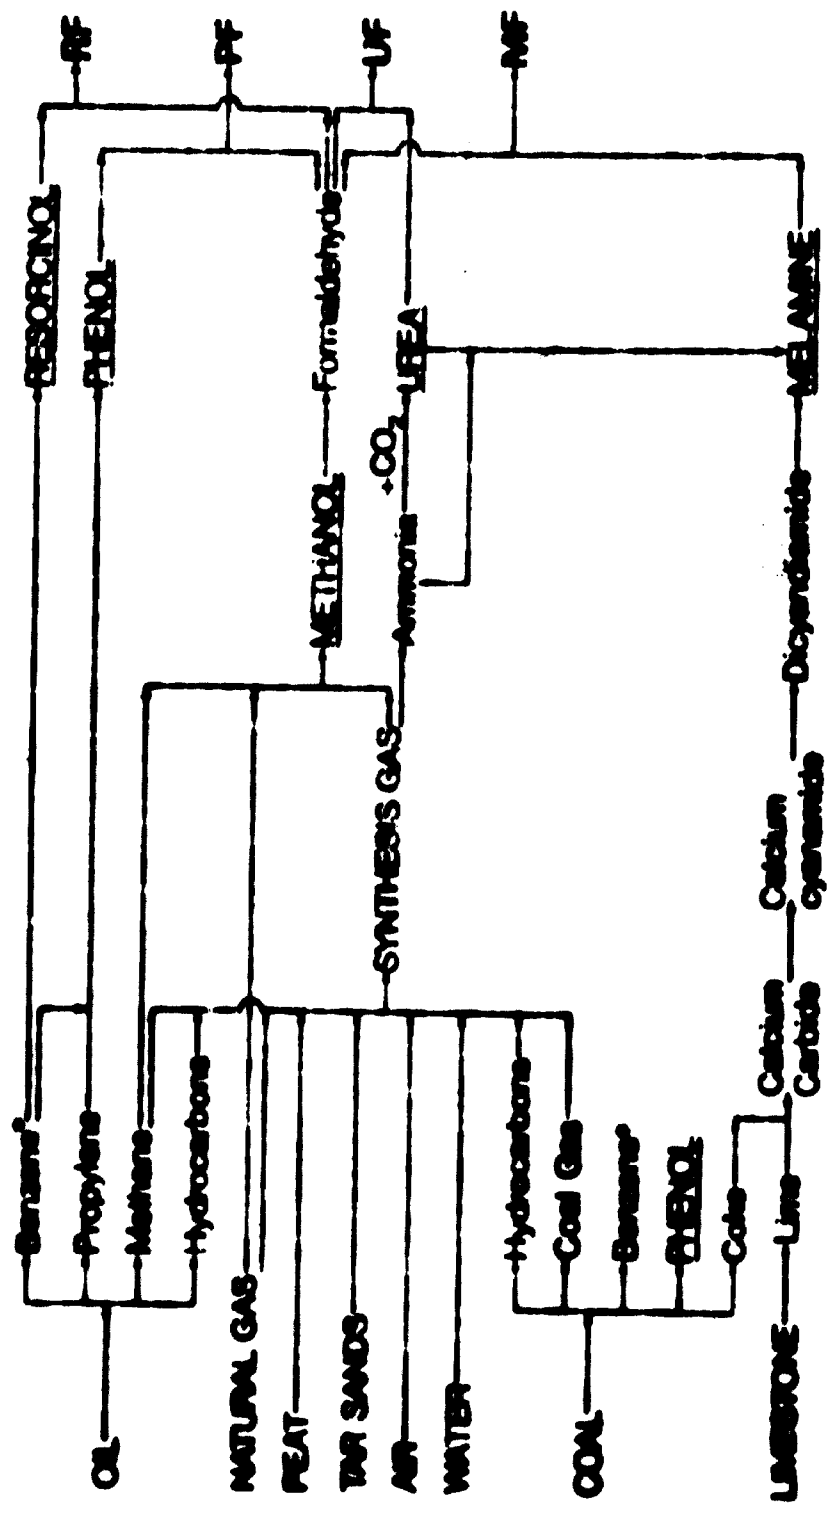 OIL
NATURAL GAS
PEAT
TAR SANDS
AIR
WATER
COAL
LIMESTONE
Benzene*
Propylene
Methane
Hydrocarbons
Hydrocarbons
Coal Gas
Benzene*
PHENOL
Coke
Lime
Calcium
Carbide
SYNTHESIS GAS
Calcium
cyanamide
METHANOL
Ammonia
+CO2
Dicyandiamide
RESORCINOL
PHENOL
Formaldehyde
UREA
MELAMINE
RF
PF
UF
MF